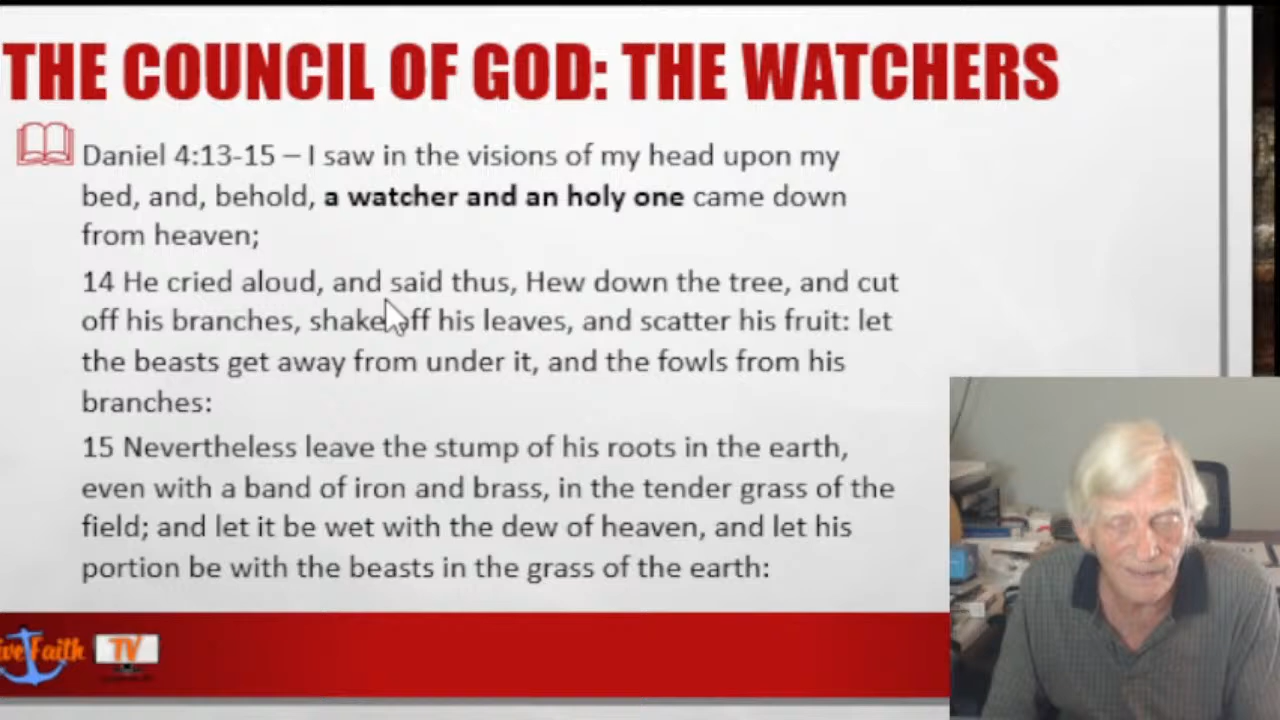 THE COUNCIL OF GOD: THE WATCHERS
Daniel 4:13-15 – I saw in the visions of my head upon my
bed, and, behold, a watcher and an holy one came down
from heaven;
14 He cried aloud, and said thus, Hew down the tree, and cut
off his branches, shake off his leaves, and scatter his fruit: let
the beasts get away from under it, and the fowls from his
branches:
15 Nevertheless leave the stump of his roots in the earth,
even with a band of iron and brass, in the tender grass of the
field; and let it be wet with the dew of heaven, and let his
portion be with the beasts in the grass of the earth:
Faith TV